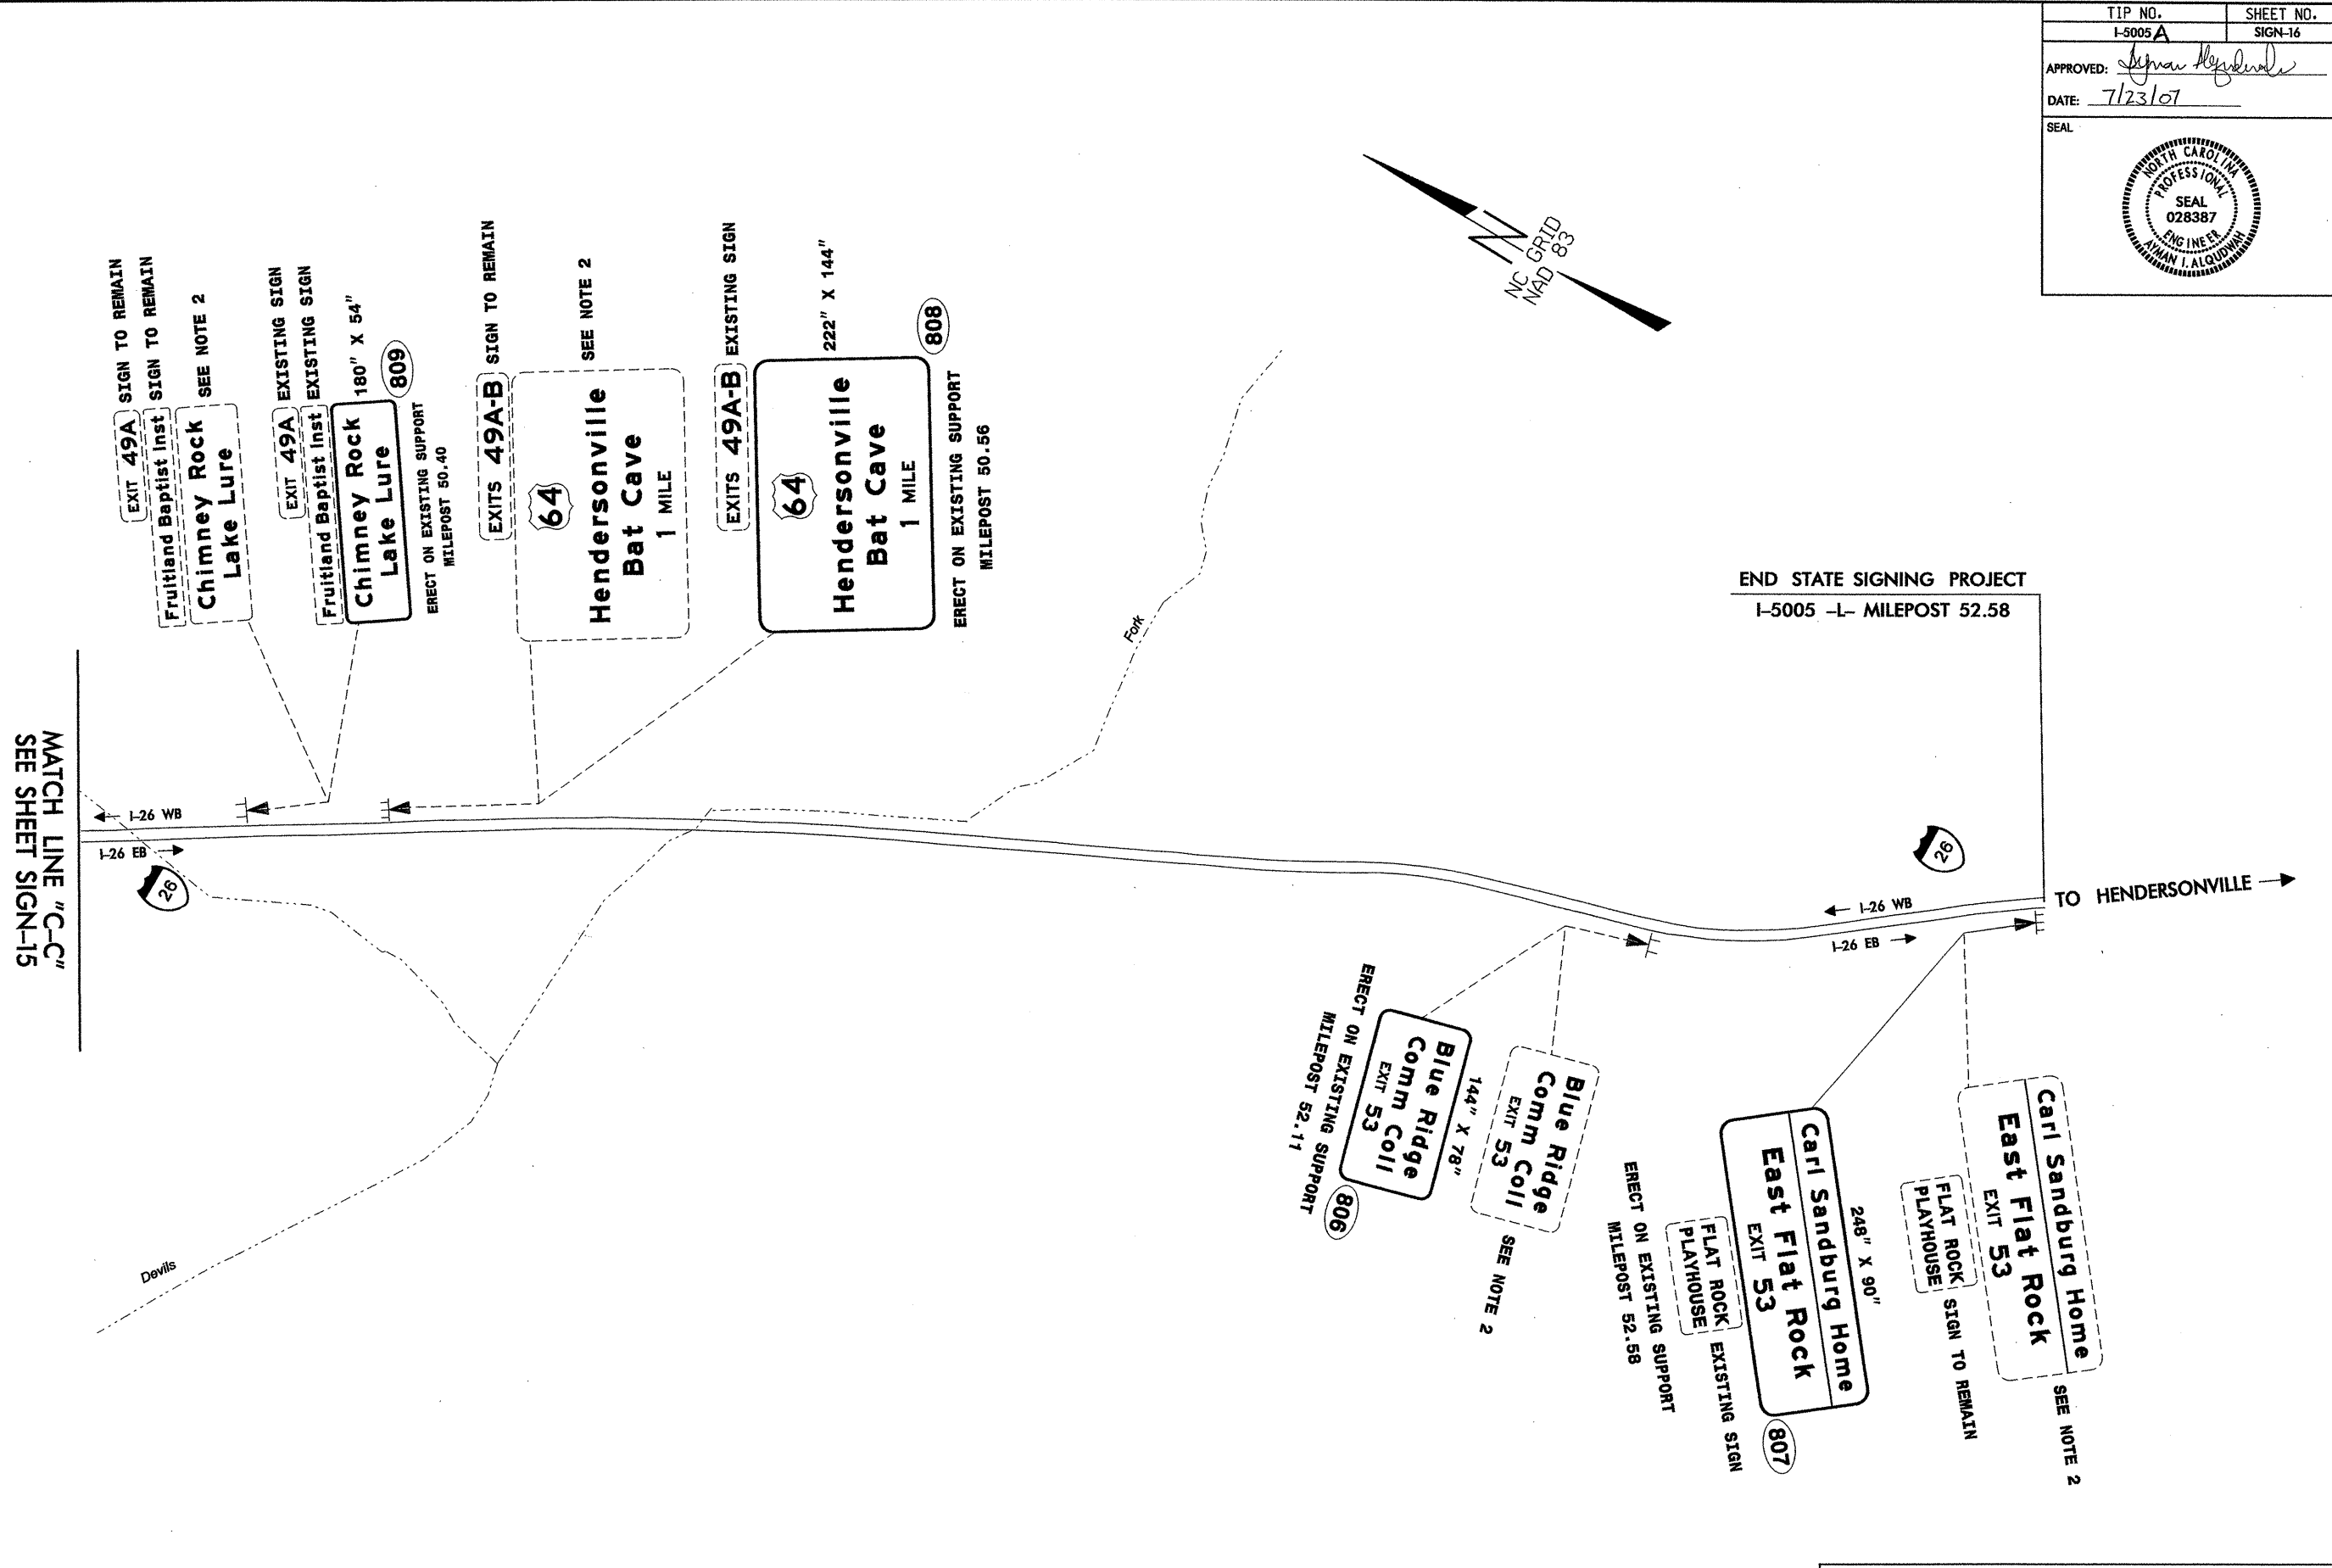 TIP NO.
SHEET NO.
I-5005 A
SIGN-16
APPROVED:
DATE: 7/23/07
SEAL
NORTH CAROLINA
PROFESSIONAL
SEAL
028387
ENGINEER
AYMAN I. ALQUDWAH
N
NC GRID
NAD 83
EXIT 49A SIGN TO REMAIN
Fruitland Baptist Inst SIGN TO REMAIN
Chimney Rock
Lake Lure
SEE NOTE 2
EXIT 49A EXISTING SIGN
Fruitland Baptist Inst EXISTING SIGN
Chimney Rock
Lake Lure
180" X 54"
809
ERECT ON EXISTING SUPPORT
MILEPOST 50.40
EXITS 49A-B SIGN TO REMAIN
64
Hendersonville
Bat Cave
1 MILE
SEE NOTE 2
EXITS 49A-B EXISTING SIGN
64
Hendersonville
Bat Cave
1 MILE
222" X 144"
808
ERECT ON EXISTING SUPPORT
MILEPOST 50.56
Fork
END STATE SIGNING PROJECT
I-5005 -L- MILEPOST 52.58
MATCH LINE "C-C"
SEE SHEET SIGN-15
I-26 WB
I-26 EB
26
26
I-26 WB
I-26 EB
TO HENDERSONVILLE
Devils
ERECT ON EXISTING SUPPORT
MILEPOST 52.11
Blue Ridge
Comm Coll
EXIT 53
144" X 78"
806
Blue Ridge
Comm Coll
EXIT 53
SEE NOTE 2
ERECT ON EXISTING SUPPORT
MILEPOST 52.58
FLAT ROCK
PLAYHOUSE
EXISTING SIGN
Carl Sandburg Home
East Flat Rock
EXIT 53
248" X 90"
807
FLAT ROCK
PLAYHOUSE
SIGN TO REMAIN
Carl Sandburg Home
East Flat Rock
EXIT 53
SEE NOTE 2